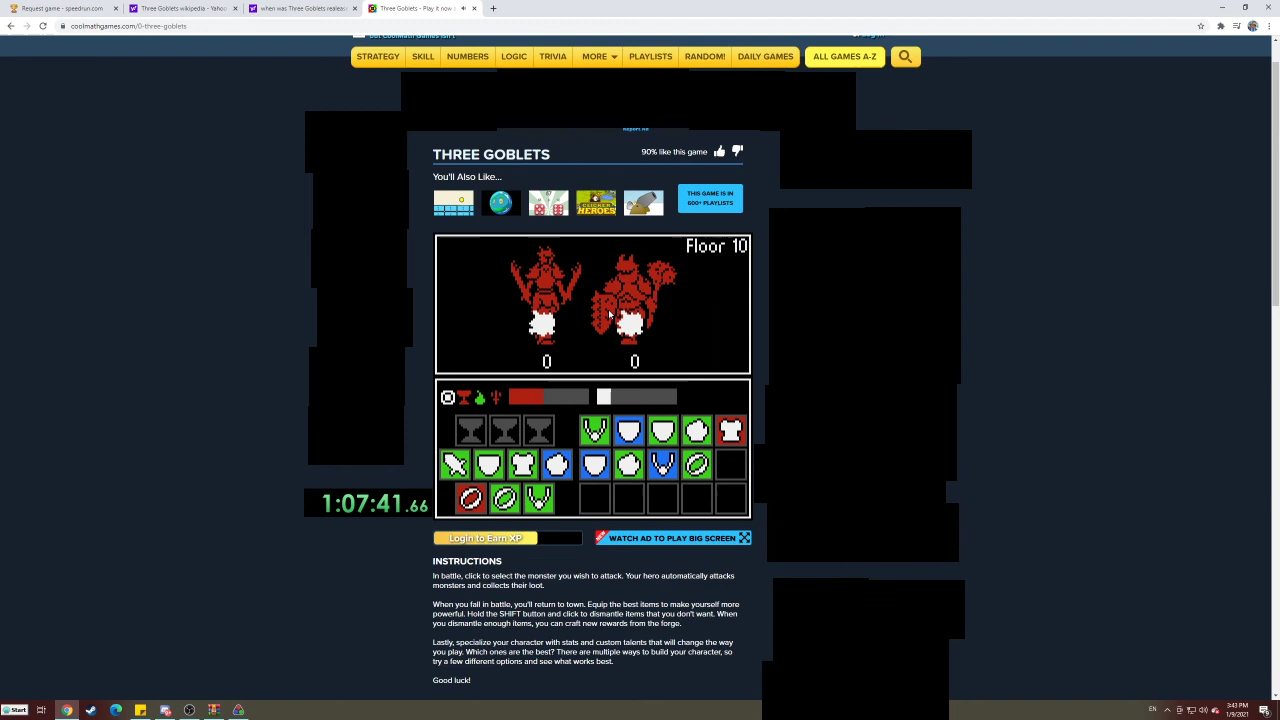 Request game - speedrun.com
Three Goblets wikipedia - Yahoo
when was Three Goblets realease
Three Goblets - Play it now
coolmathgames.com/0-three-goblets
STRATEGY SKILL NUMBERS LOGIC TRIVIA MORE PLAYLISTS RANDOM! DAILY GAMES ALL GAMES A-Z
Report Ad
THREE GOBLETS
90% like this game
You'll Also Like...
THIS GAME IS IN
600+ PLAYLISTS
CLICKER
HEROES
Floor 10
0 0
1:07:41.66
Login to Earn XP
WATCH AD TO PLAY BIG SCREEN
INSTRUCTIONS
In battle, click to select the monster you wish to attack. Your hero automatically attacks
monsters and collects their loot.
When you fall in battle, you'll return to town. Equip the best items to make yourself more
powerful. Hold the SHIFT button and click to dismantle items that you don't want. When
you dismantle enough items, you can craft new rewards from the forge.
Lastly, specialize your character with stats and custom talents that will change the way
you play. Which ones are the best? There are multiple ways to build your character, so
try a few different options and see what works best.
Good luck!
Start
EN
3:43 PM
1/9/2021